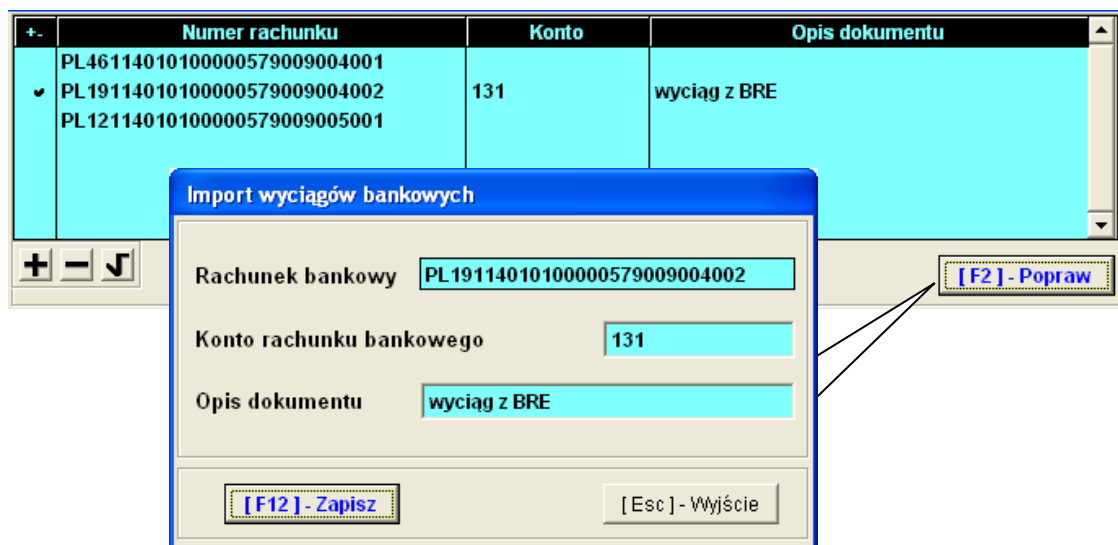 +- Numer rachunku Konto Opis dokumentu
PL46114010100000579009004001
PL19114010100000579009004002 131 wyciąg z BRE
PL12114010100000579009005001
Import wyciągów bankowych
Rachunek bankowy PL19114010100000579009004002
Konto rachunku bankowego 131
Opis dokumentu wyciąg z BRE
[ F2 ] - Popraw
[ F12 ] - Zapisz [ Esc ] - Wyjście